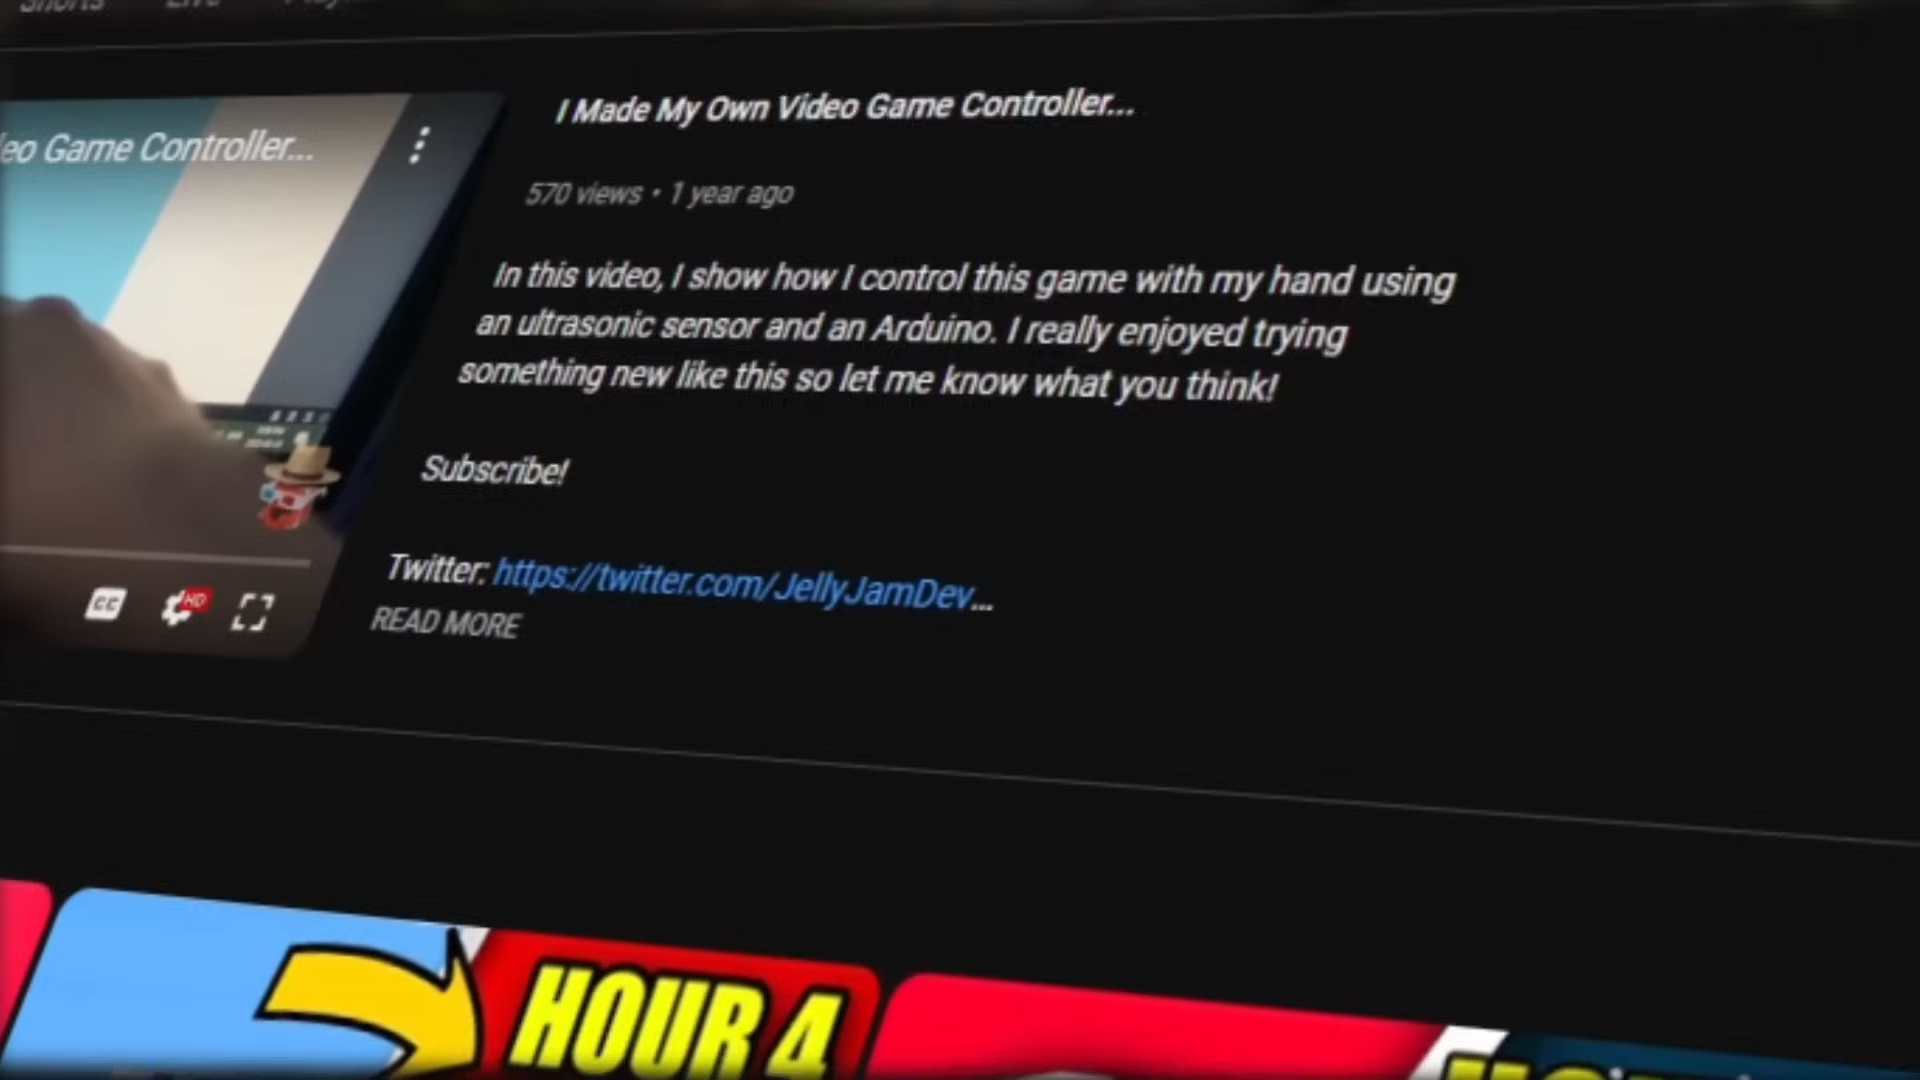 Shorts Live
I Made My Own Video Game Controller...
eo Game Controller...
570 views • 1 year ago
In this video, I show how I control this game with my hand using
an ultrasonic sensor and an Arduino. I really enjoyed trying
something new like this so let me know what you think!
Subscribe!
Twitter: https://twitter.com/JellyJamDev...
READ MORE
CC
HD
HOUR 4